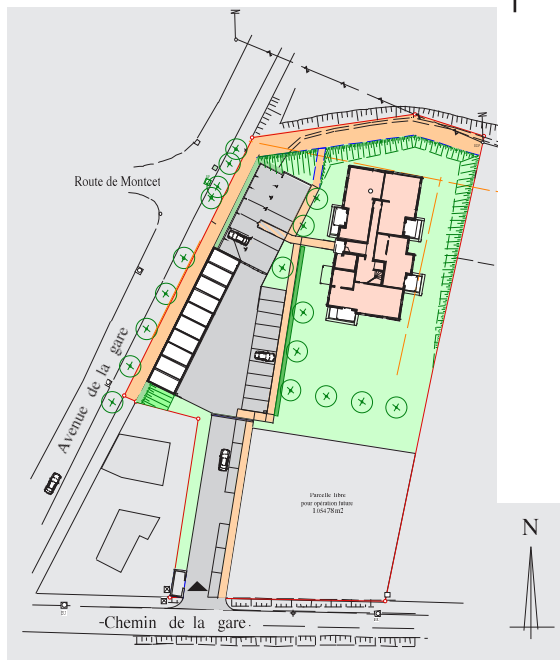 N
N
Route de Montcet
Avenue de la gare
Parcelle libre
pour opération future
N
-Chemin de la gare.